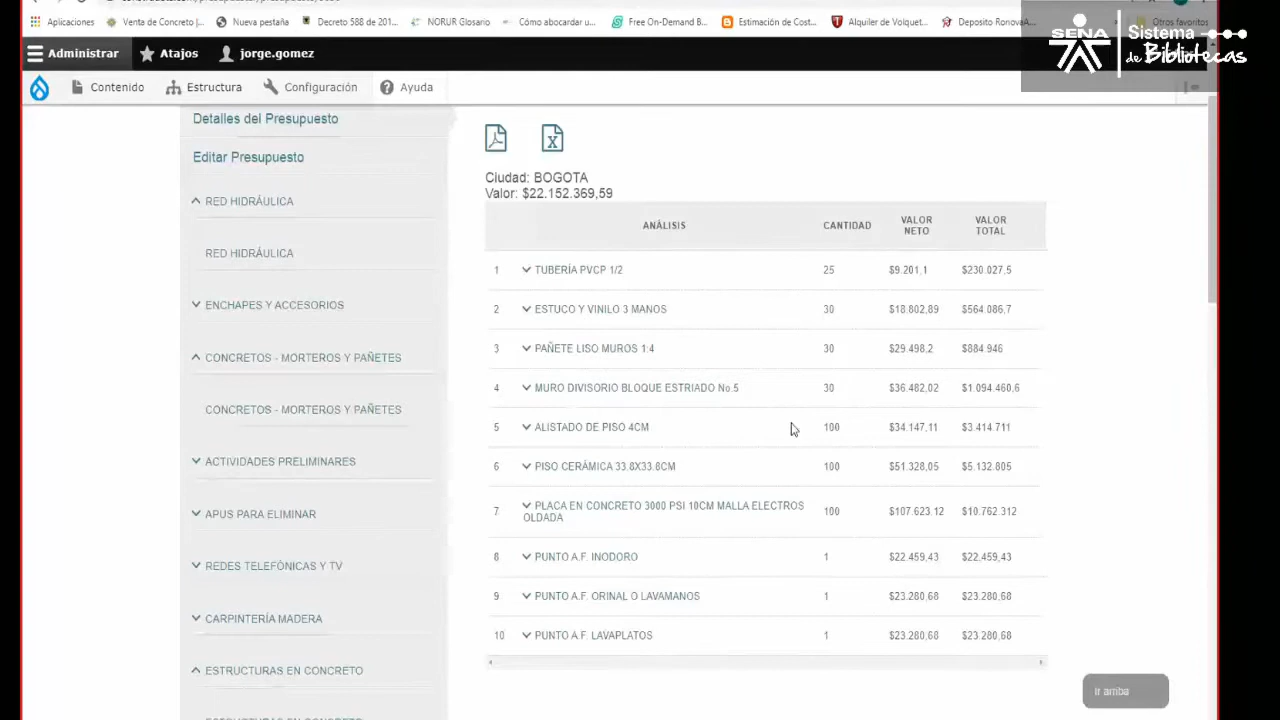 Aplicaciones
Venta de Concreto |...
Nueva pestaña
Decreto 588 de 201...
NORUR Glosario
Cómo abocardar u...
Free On-Demand B...
Estimación de Cost...
Alquiler de Volquet...
Deposito RenovaA...
Otros favoritos
SENA
Sistema
de Bibliotecas
Administrar
Atajos
jorge.gomez
Contenido
Estructura
Configuración
Ayuda
Detalles del Presupuesto
Editar Presupuesto
RED HIDRÁULICA
RED HIDRÁULICA
ENCHAPES Y ACCESORIOS
CONCRETOS - MORTEROS Y PAÑETES
CONCRETOS - MORTEROS Y PAÑETES
ACTIVIDADES PRELIMINARES
APUS PARA ELIMINAR
REDES TELEFÓNICAS Y TV
CARPINTERÍA MADERA
ESTRUCTURAS EN CONCRETO
Ciudad: BOGOTA
Valor: $22.152.369,59
ANÁLISIS CANTIDAD VALOR NETO VALOR TOTAL
1 TUBERÍA PVCP 1/2 25 $9.201,1 $230.027,5
2 ESTUCO Y VINILO 3 MANOS 30 $18.802,89 $564.086,7
3 PAÑETE LISO MUROS 1:4 30 $29.498,2 $884.946
4 MURO DIVISORIO BLOQUE ESTRIADO No.5 30 $36.482,02 $1.094.460,6
5 ALISTADO DE PISO 4CM 100 $34.147,11 $3.414.711
6 PISO CERÁMICA 33.8X33.8CM 100 $51.328,05 $5.132.805
7 PLACA EN CONCRETO 3000 PSI 10CM MALLA ELECTROS
OLDADA 100 $107.623,12 $10.762.312
8 PUNTO A.F. INODORO 1 $22.459,43 $22.459,43
9 PUNTO A.F. ORINAL O LAVAMANOS 1 $23.280,68 $23.280,68
10 PUNTO A.F. LAVAPLATOS 1 $23.280,68 $23.280,68
Ir arriba